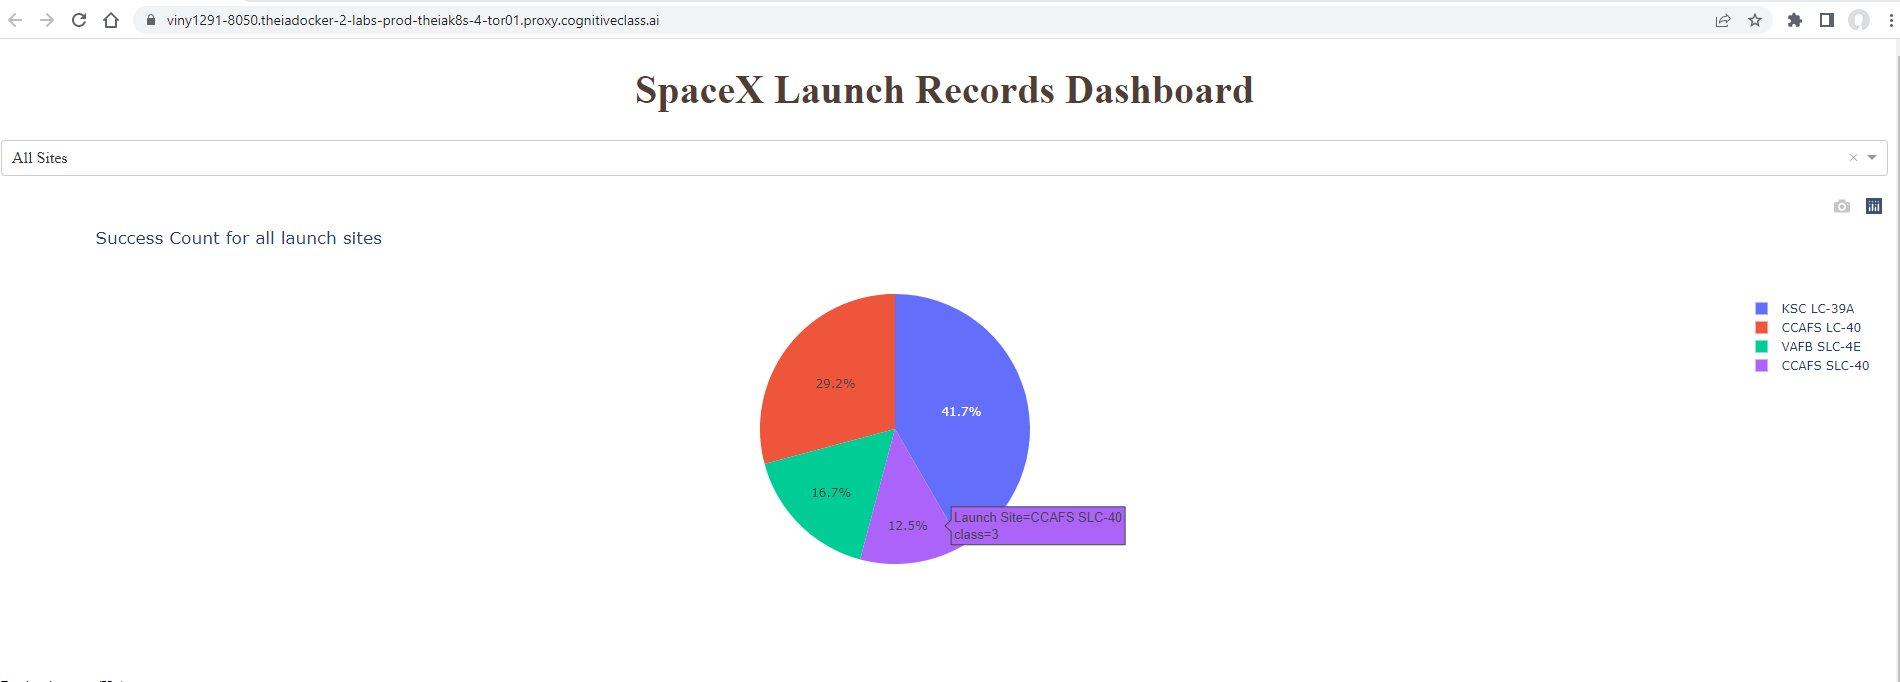 viny1291-8050.theiadocker-2-labs-prod-theiak8s-4-tor01.proxy.cognitiveclass.ai
SpaceX Launch Records Dashboard
All Sites
Success Count for all launch sites
KSC LC-39A
CCAFS LC-40
VAFB SLC-4E
CCAFS SLC-40
29.2%
41.7%
16.7%
12.5%
Launch Site=CCAFS SLC-40
class=3